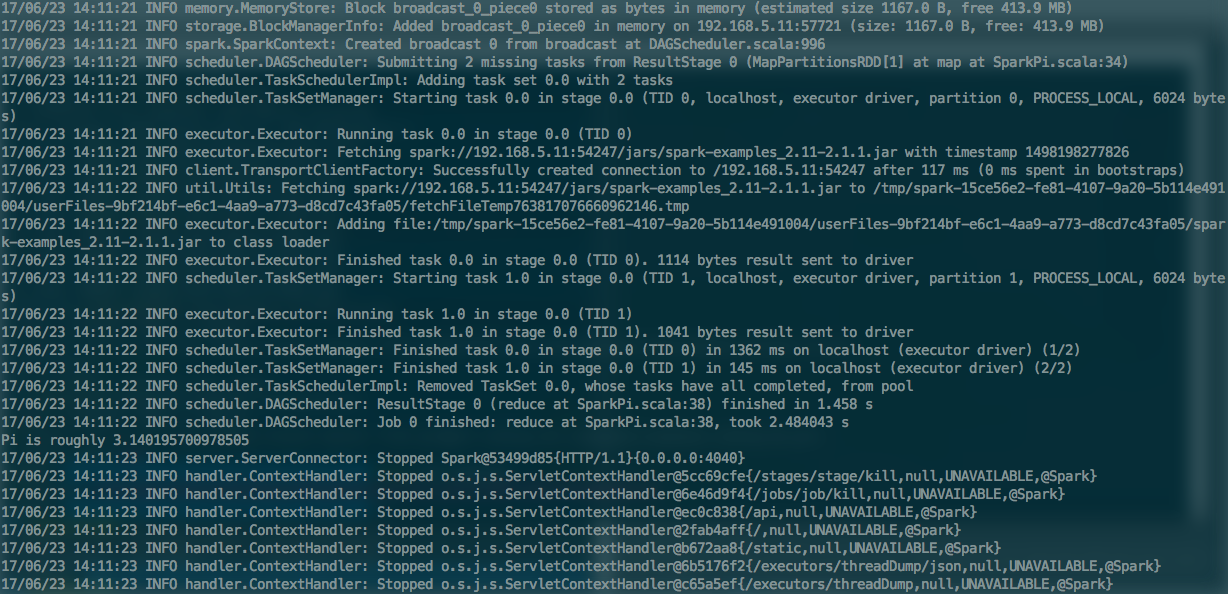 17/06/23 14:11:21 INFO memory.MemoryStore: Block broadcast_0_piece0 stored as bytes in memory (estimated size 1167.0 B, free 413.9 MB)
17/06/23 14:11:21 INFO storage.BlockManagerInfo: Added broadcast_0_piece0 in memory on 192.168.5.11:57721 (size: 1167.0 B, free: 413.9 MB)
17/06/23 14:11:21 INFO spark.SparkContext: Created broadcast 0 from broadcast at DAGScheduler.scala:996
17/06/23 14:11:21 INFO scheduler.DAGScheduler: Submitting 2 missing tasks from ResultStage 0 (MapPartitionsRDD[1] at map at SparkPi.scala:34)
17/06/23 14:11:21 INFO scheduler.TaskSchedulerImpl: Adding task set 0.0 with 2 tasks
17/06/23 14:11:21 INFO scheduler.TaskSetManager: Starting task 0.0 in stage 0.0 (TID 0, localhost, executor driver, partition 0, PROCESS_LOCAL, 6024 byte
s)
17/06/23 14:11:21 INFO executor.Executor: Running task 0.0 in stage 0.0 (TID 0)
17/06/23 14:11:21 INFO executor.Executor: Fetching spark://192.168.5.11:54247/jars/spark-examples_2.11-2.1.1.jar with timestamp 1498198277826
17/06/23 14:11:21 INFO client.TransportClientFactory: Successfully created connection to /192.168.5.11:54247 after 117 ms (0 ms spent in bootstraps)
17/06/23 14:11:22 INFO util.Utils: Fetching spark://192.168.5.11:54247/jars/spark-examples_2.11-2.1.1.jar to /tmp/spark-15ce56e2-fe81-4107-9a20-5b114e491
004/userFiles-9bf214bf-e6c1-4aa9-a773-d8cd7c43fa05/fetchFileTemp763817076660962146.tmp
17/06/23 14:11:22 INFO executor.Executor: Adding file:/tmp/spark-15ce56e2-fe81-4107-9a20-5b114e491004/userFiles-9bf214bf-e6c1-4aa9-a773-d8cd7c43fa05/spar
k-examples_2.11-2.1.1.jar to class loader
17/06/23 14:11:22 INFO executor.Executor: Finished task 0.0 in stage 0.0 (TID 0). 1114 bytes result sent to driver
17/06/23 14:11:22 INFO scheduler.TaskSetManager: Starting task 1.0 in stage 0.0 (TID 1, localhost, executor driver, partition 1, PROCESS_LOCAL, 6024 byte
s)
17/06/23 14:11:22 INFO executor.Executor: Running task 1.0 in stage 0.0 (TID 1)
17/06/23 14:11:22 INFO executor.Executor: Finished task 1.0 in stage 0.0 (TID 1). 1041 bytes result sent to driver
17/06/23 14:11:22 INFO scheduler.TaskSetManager: Finished task 0.0 in stage 0.0 (TID 0) in 1362 ms on localhost (executor driver) (1/2)
17/06/23 14:11:22 INFO scheduler.TaskSetManager: Finished task 1.0 in stage 0.0 (TID 1) in 145 ms on localhost (executor driver) (2/2)
17/06/23 14:11:22 INFO scheduler.TaskSchedulerImpl: Removed TaskSet 0.0, whose tasks have all completed, from pool
17/06/23 14:11:22 INFO scheduler.DAGScheduler: ResultStage 0 (reduce at SparkPi.scala:38) finished in 1.458 s
17/06/23 14:11:22 INFO scheduler.DAGScheduler: Job 0 finished: reduce at SparkPi.scala:38, took 2.484043 s
Pi is roughly 3.140195700978505
17/06/23 14:11:23 INFO server.ServerConnector: Stopped Spark@53499d85{HTTP/1.1}{0.0.0.0:4040}
17/06/23 14:11:23 INFO handler.ContextHandler: Stopped o.s.j.s.ServletContextHandler@5cc69cfe{/stages/stage/kill,null,UNAVAILABLE,@Spark}
17/06/23 14:11:23 INFO handler.ContextHandler: Stopped o.s.j.s.ServletContextHandler@6e46d9f4{/jobs/job/kill,null,UNAVAILABLE,@Spark}
17/06/23 14:11:23 INFO handler.ContextHandler: Stopped o.s.j.s.ServletContextHandler@ec0c838{/api,null,UNAVAILABLE,@Spark}
17/06/23 14:11:23 INFO handler.ContextHandler: Stopped o.s.j.s.ServletContextHandler@2fab4aff{/,null,UNAVAILABLE,@Spark}
17/06/23 14:11:23 INFO handler.ContextHandler: Stopped o.s.j.s.ServletContextHandler@b672aa8{/static,null,UNAVAILABLE,@Spark}
17/06/23 14:11:23 INFO handler.ContextHandler: Stopped o.s.j.s.ServletContextHandler@6b5176f2{/executors/threadDump/json,null,UNAVAILABLE,@Spark}
17/06/23 14:11:23 INFO handler.ContextHandler: Stopped o.s.j.s.ServletContextHandler@c65a5ef{/executors/threadDump,null,UNAVAILABLE,@Spark}